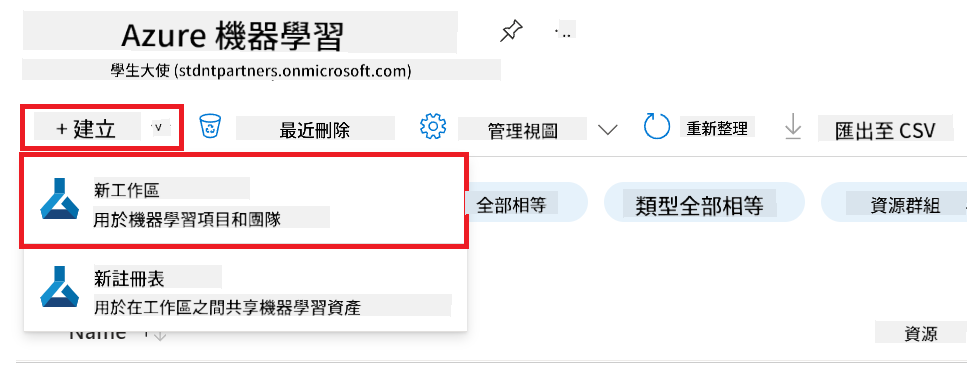 Azure 機器學習
學生大使 (stdntpartners.onmicrosoft.com)
+ 建立 最近刪除 管理視圖 重新整理 匯出至 CSV
新工作區
用於機器學習項目和團隊
全部相等 類型全部相等 資源群組
新註冊表
用於在工作區之間共享機器學習資產
Name 資源